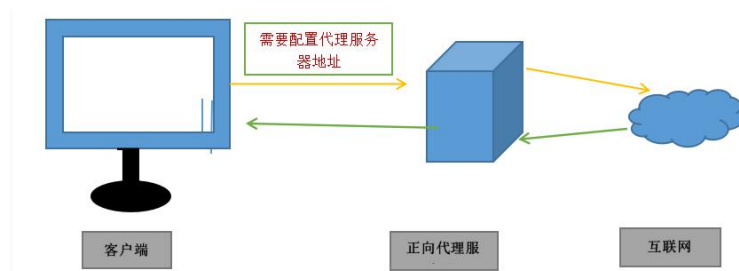 需要配置代理服务
器地址
客户端
正向代理服
互联网